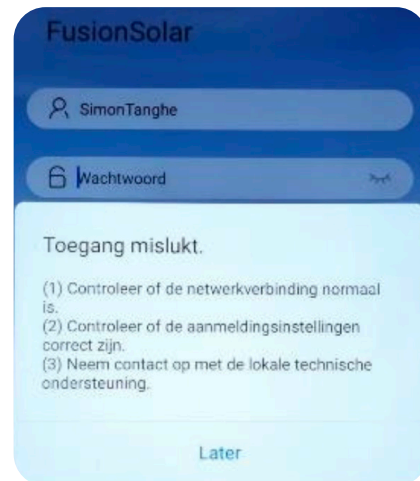 FusionSolar
SimonTanghe
Wachtwoord
Toegang mislukt.
(1) Controleer of de netwerkverbinding normaal
is.
(2) Controleer of de aanmeldingsinstellingen
correct zijn.
(3) Neem contact op met de lokale technische
ondersteuning.
Later